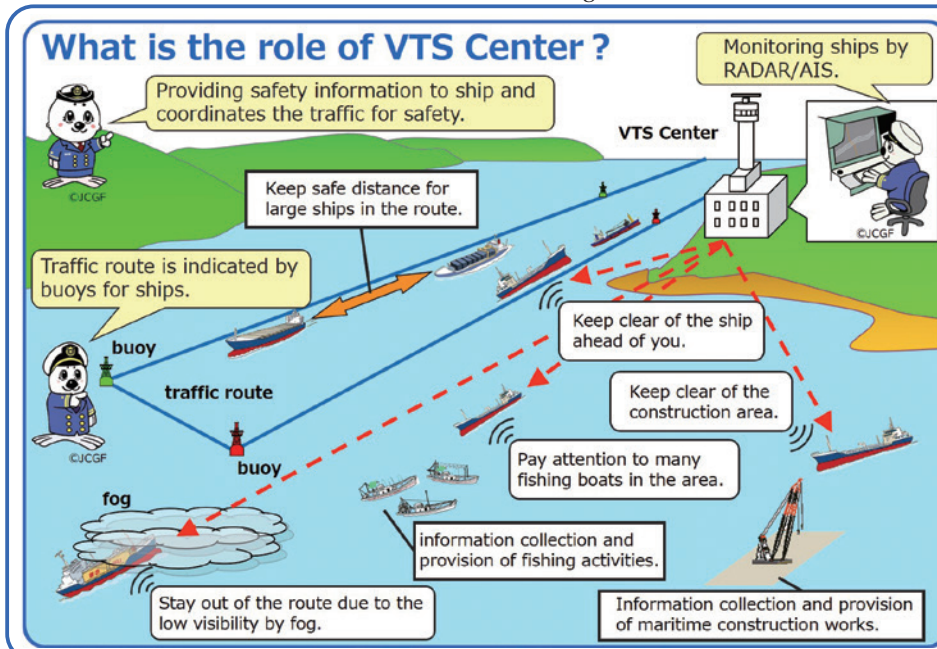 What is the role of VTS Center?
Providing safety information to ship and
coordinates the traffic for safety.
Monitoring ships by
RADAR/AIS.
VTS Center
©JCGF
©JCGF
Keep safe distance for
large ships in the route.
Traffic route is indicated by
buoys for ships.
buoy
traffic route
buoy
©JCGF
Keep clear of the ship
ahead of you.
Keep clear of the
construction area.
Pay attention to many
fishing boats in the area.
fog
information collection and
provision of fishing activities.
Stay out of the route due to the
low visibility by fog.
Information collection and provision
of maritime construction works.